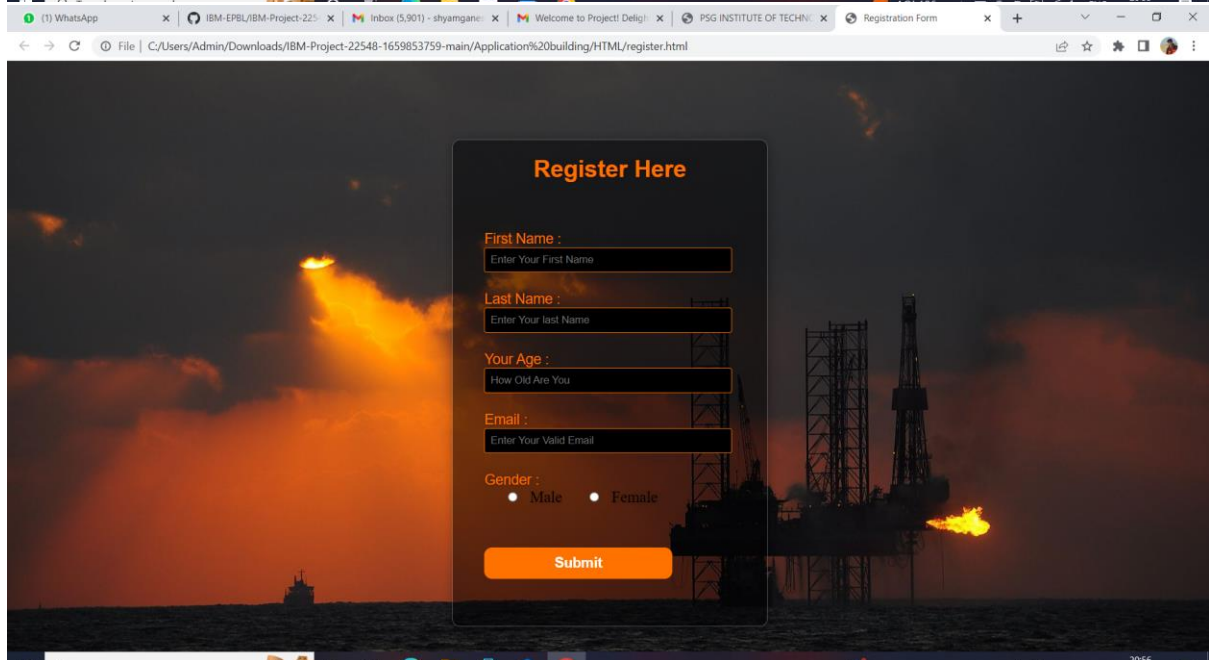 (1) WhatsApp
IBM-EPBL/IBM-Project-225
Inbox (5,901) - shyamganes
Welcome to Project! Deligh
PSG INSTITUTE OF TECHNO
Registration Form
File | C:/Users/Admin/Downloads/IBM-Project-22548-1659853759-main/Application%20building/HTML/register.html
Register Here
First Name :
Enter Your First Name
Last Name :
Enter Your last Name
Your Age :
How Old Are You
Email :
Enter Your Valid Email
Gender :
Male Female
Submit
20:56